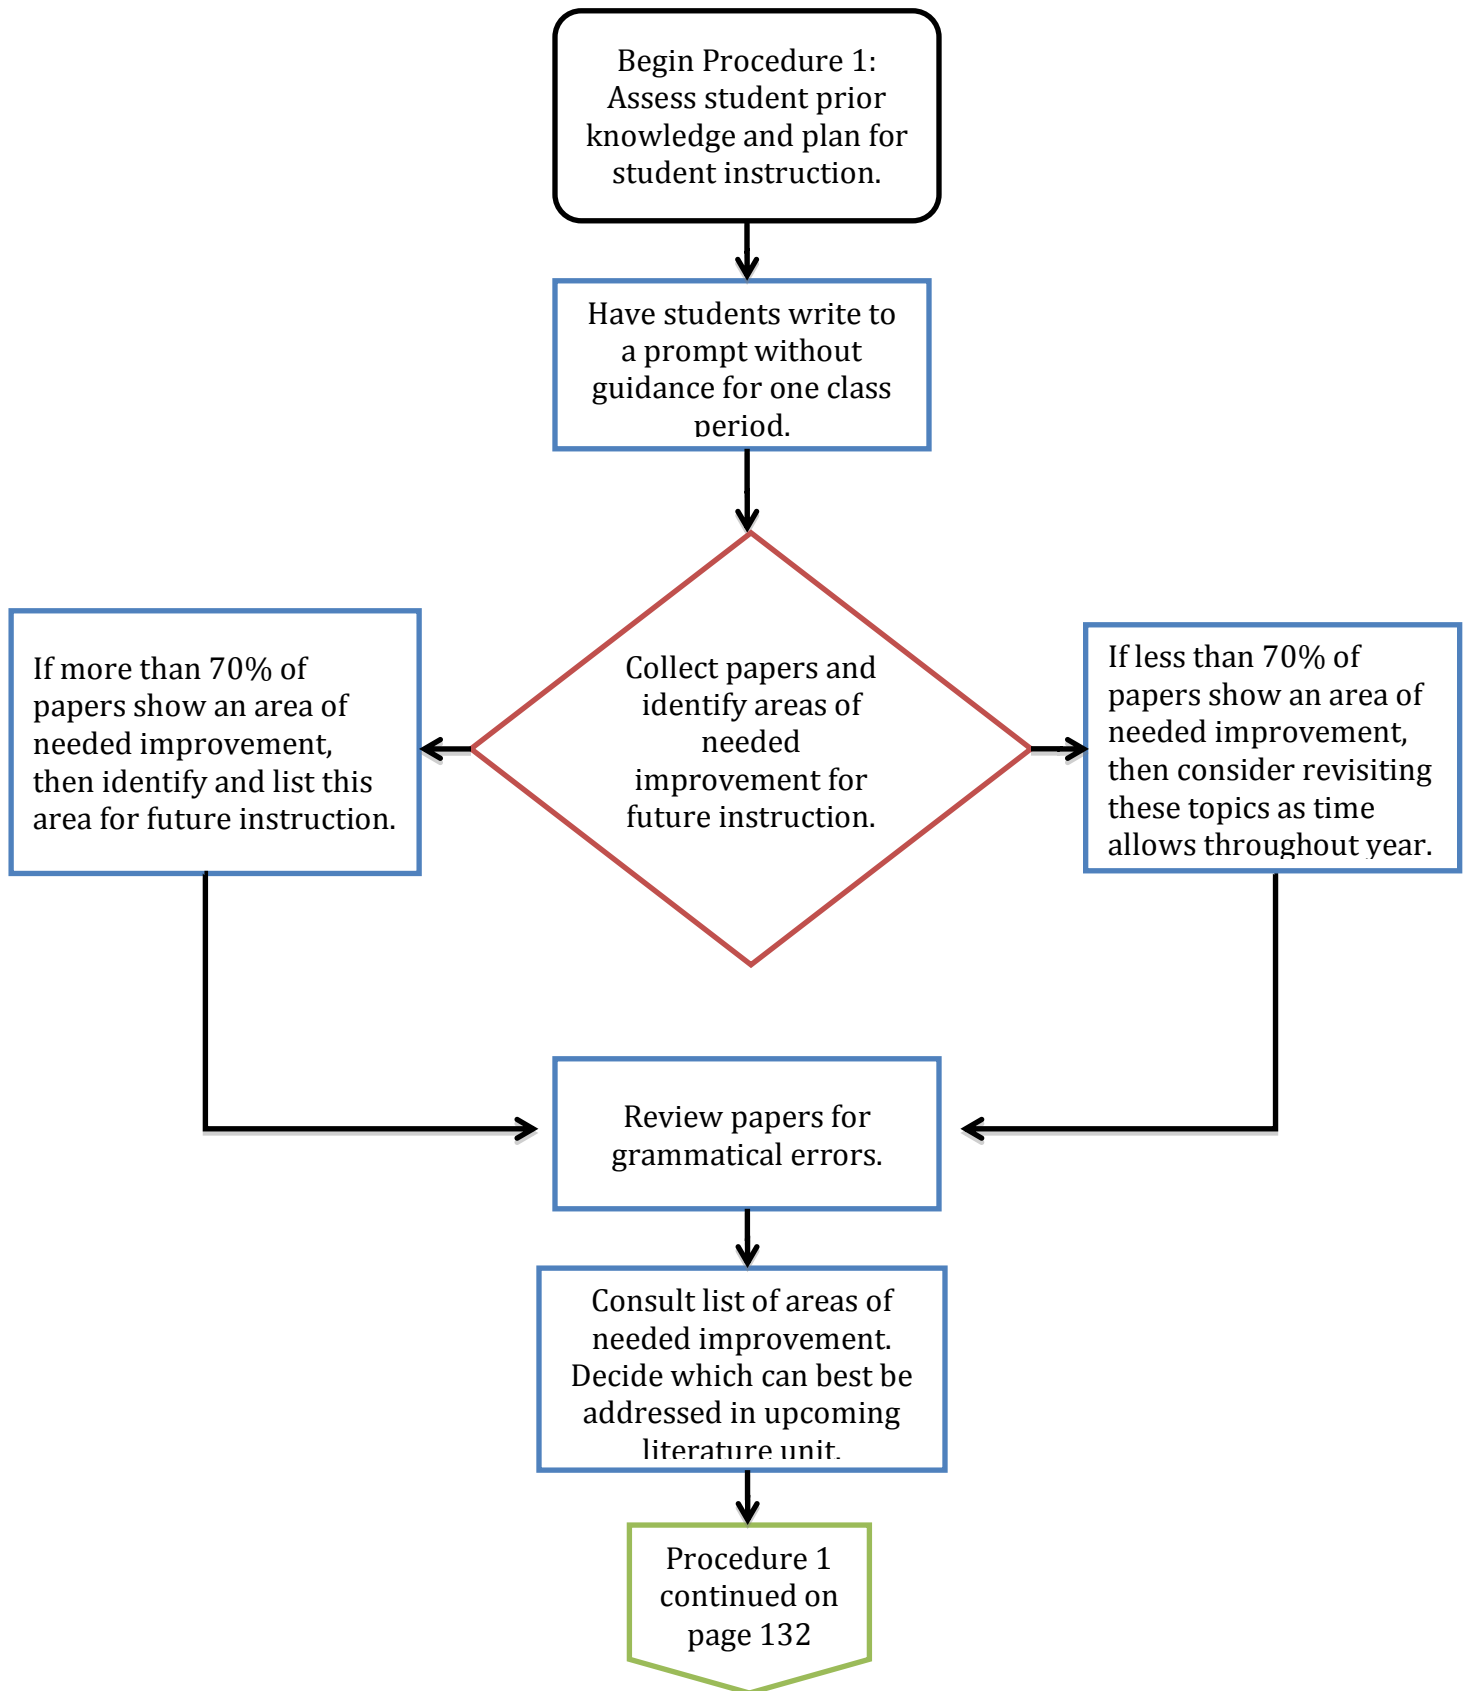 Begin Procedure 1:
Assess student prior
knowledge and plan for
student instruction.
Have students write to
a prompt without
guidance for one class
period.
If more than 70% of
papers show an area of
needed improvement,
then identify and list this
area for future instruction.
Collect papers and
identify areas of
needed
improvement for
future instruction.
If less than 70% of
papers show an area of
needed improvement,
then consider revisiting
these topics as time
allows throughout year.
Review papers for
grammatical errors.
Consult list of areas of
needed improvement.
Decide which can best be
addressed in upcoming
literature unit.
Procedure 1
continued on
page 132